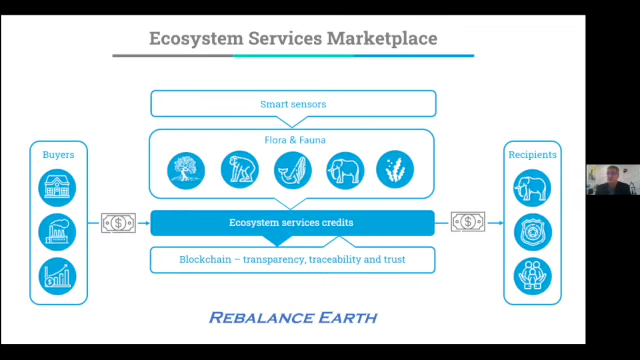 Ecosystem Services Marketplace
Smart sensors
Flora & Fauna
Buyers
Recipients
Ecosystem services credits
Blockchain – transparency, traceability and trust
REBALANCE EARTH